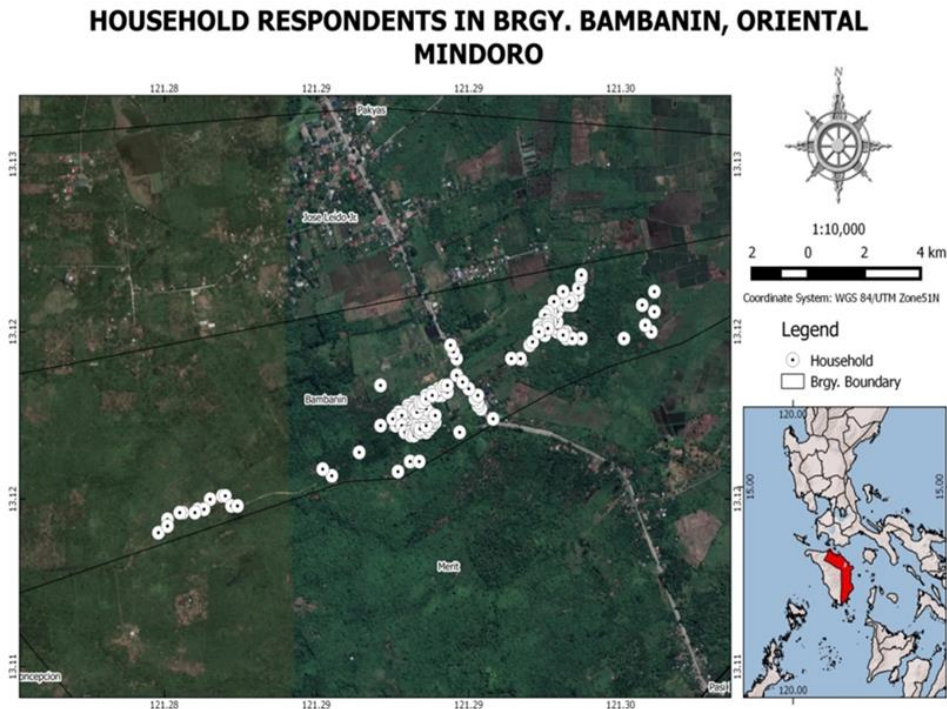 HOUSEHOLD RESPONDENTS IN BRGY. BAMBANIN, ORIENTAL
MINDORO
121.28
121.29
121.29
121.30
Pakyas
N
13.13
13.13
Jose Leido Jr.
1:10,000
2 0 2 4 km
Coordinate System: WGS 84/UTM Zone51N
Legend
Household
Brgy. Boundary
13.12
13.12
Bambanin
120.00
15.00
15.00
13.12
13.12
Merit
13.11
13.11
oncepcion
Pasi
120.00
121.28
121.29
121.29
121.30